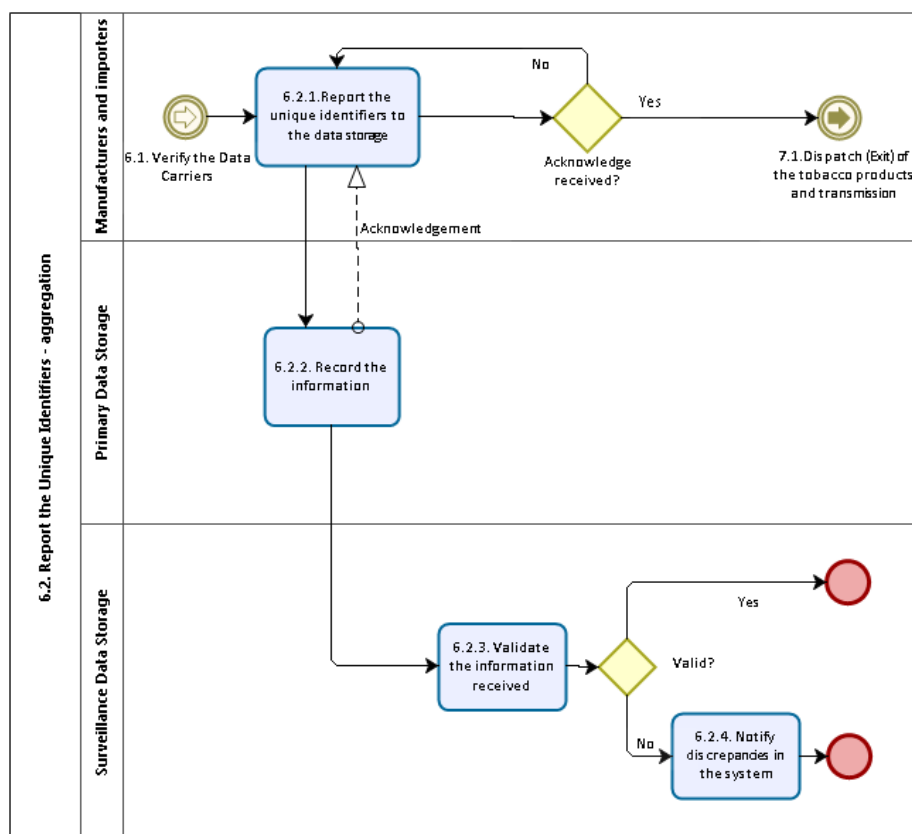 6.2. Report the Unique Identifiers - aggregation
Manufacturers and importers
No
6.2.1.Report the
unique identifiers to
the data storage
Yes
6.1. Verify the Data
Carriers
Acknowledge
received?
7.1. Dispatch (Exit) of
the tobacco products
and transmission
Acknowledgement
Primary Data Storage
6.2.2. Record the
information
Surveillance Data Storage
Yes
6.2.3. Validate
the information
received
Valid?
No
6.2.4. Notify
discrepancies in
the system